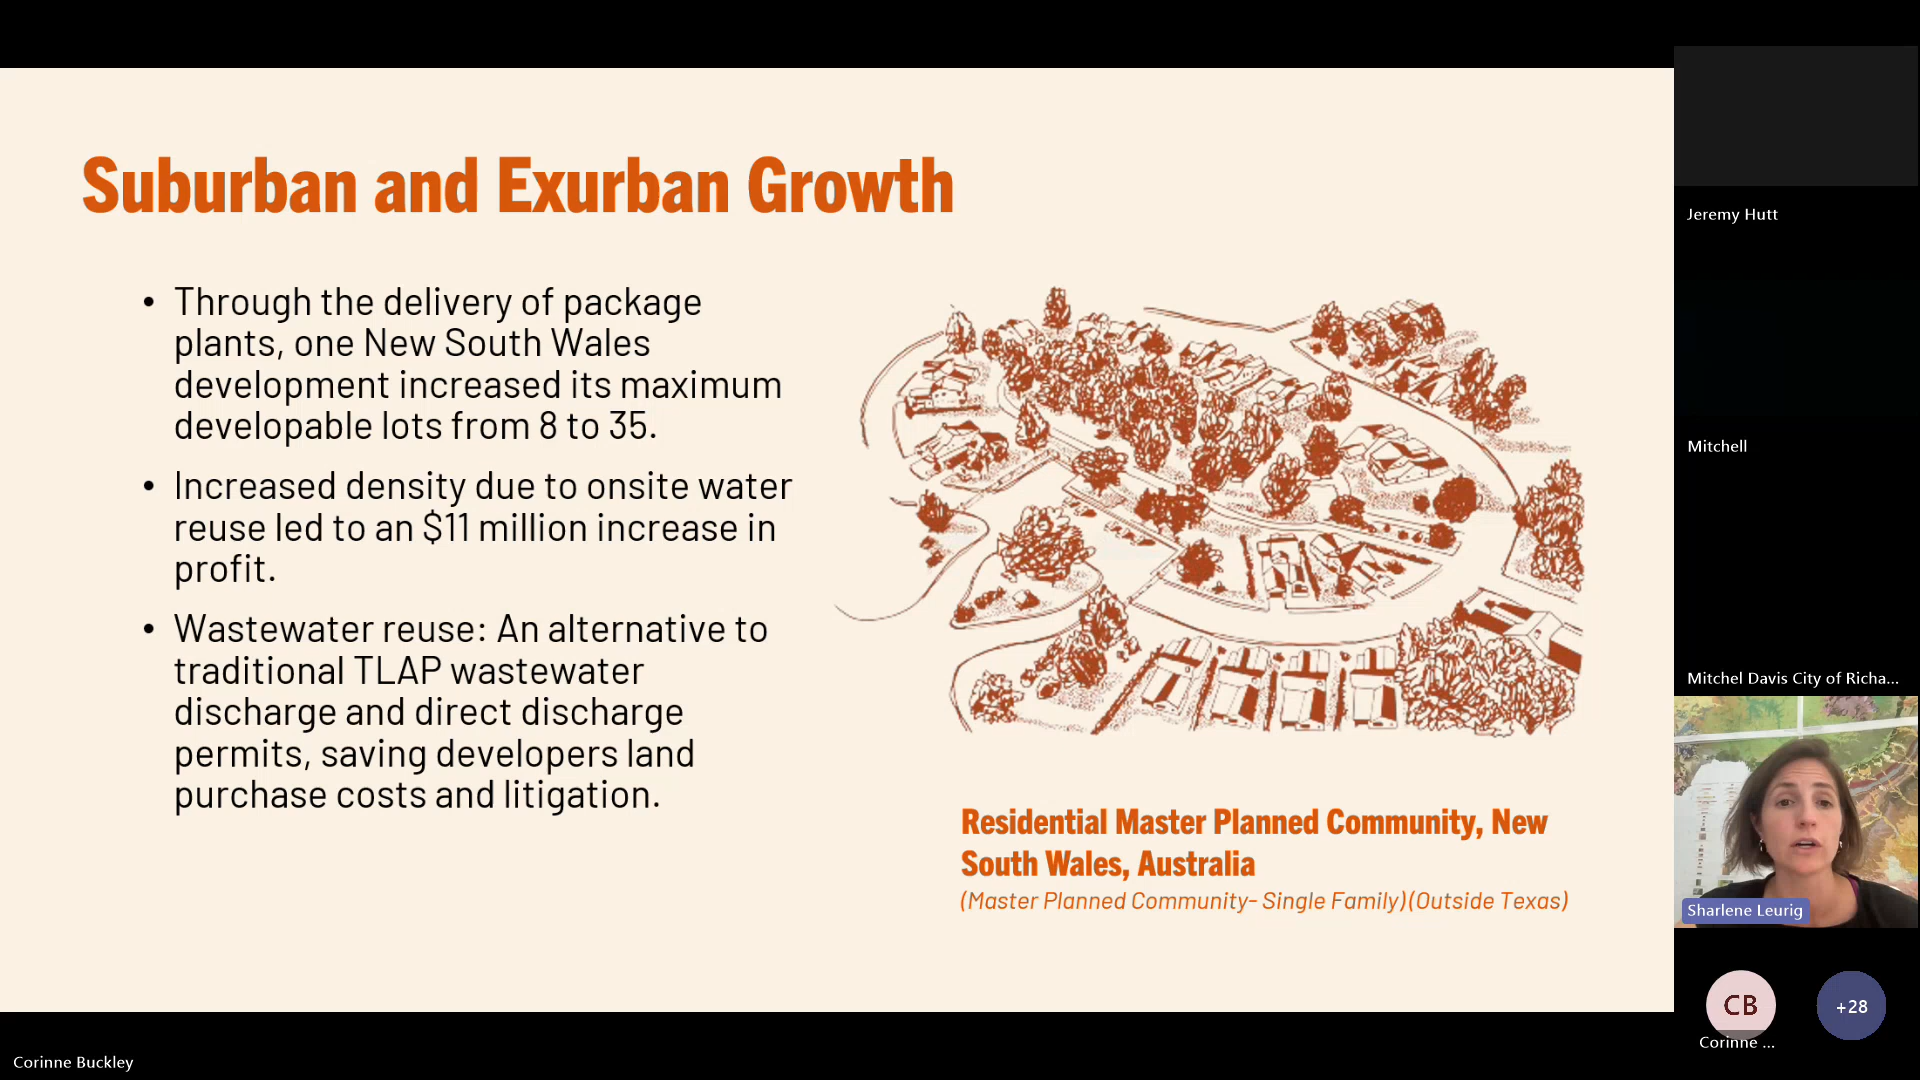 Suburban and Exurban Growth
• Through the delivery of package
plants, one New South Wales
development increased its maximum
developable lots from 8 to 35.
• Increased density due to onsite water
reuse led to an $11 million increase in
profit.
• Wastewater reuse: An alternative to
traditional TLAP wastewater
discharge and direct discharge
permits, saving developers land
purchase costs and litigation.
Residential Master Planned Community, New
South Wales, Australia
(Master Planned Community- Single Family)(Outside Texas)
Jeremy Hutt
Mitchell
Mitchel Davis City of Richa...
Sharlene Leurig
CB
+28
Corinne ...
Corinne Buckley